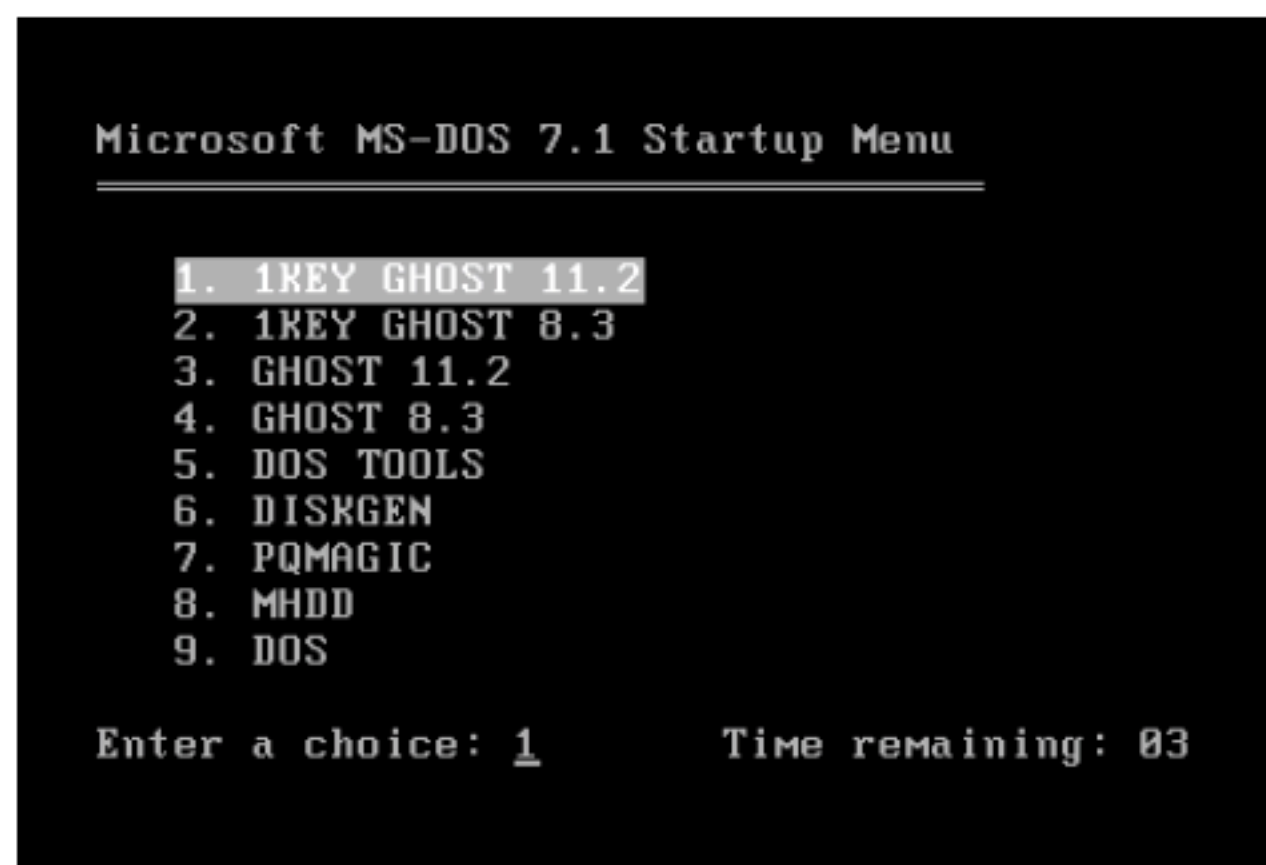 Microsoft MS-DOS 7.1 Startup Menu
1. 1KEY GHOST 11.2
2. 1KEY GHOST 8.3
3. GHOST 11.2
4. GHOST 8.3
5. DOS TOOLS
6. DISKGEN
7. PQMAGIC
8. MHDD
9. DOS
Enter a choice: 1 Time remaining: 03